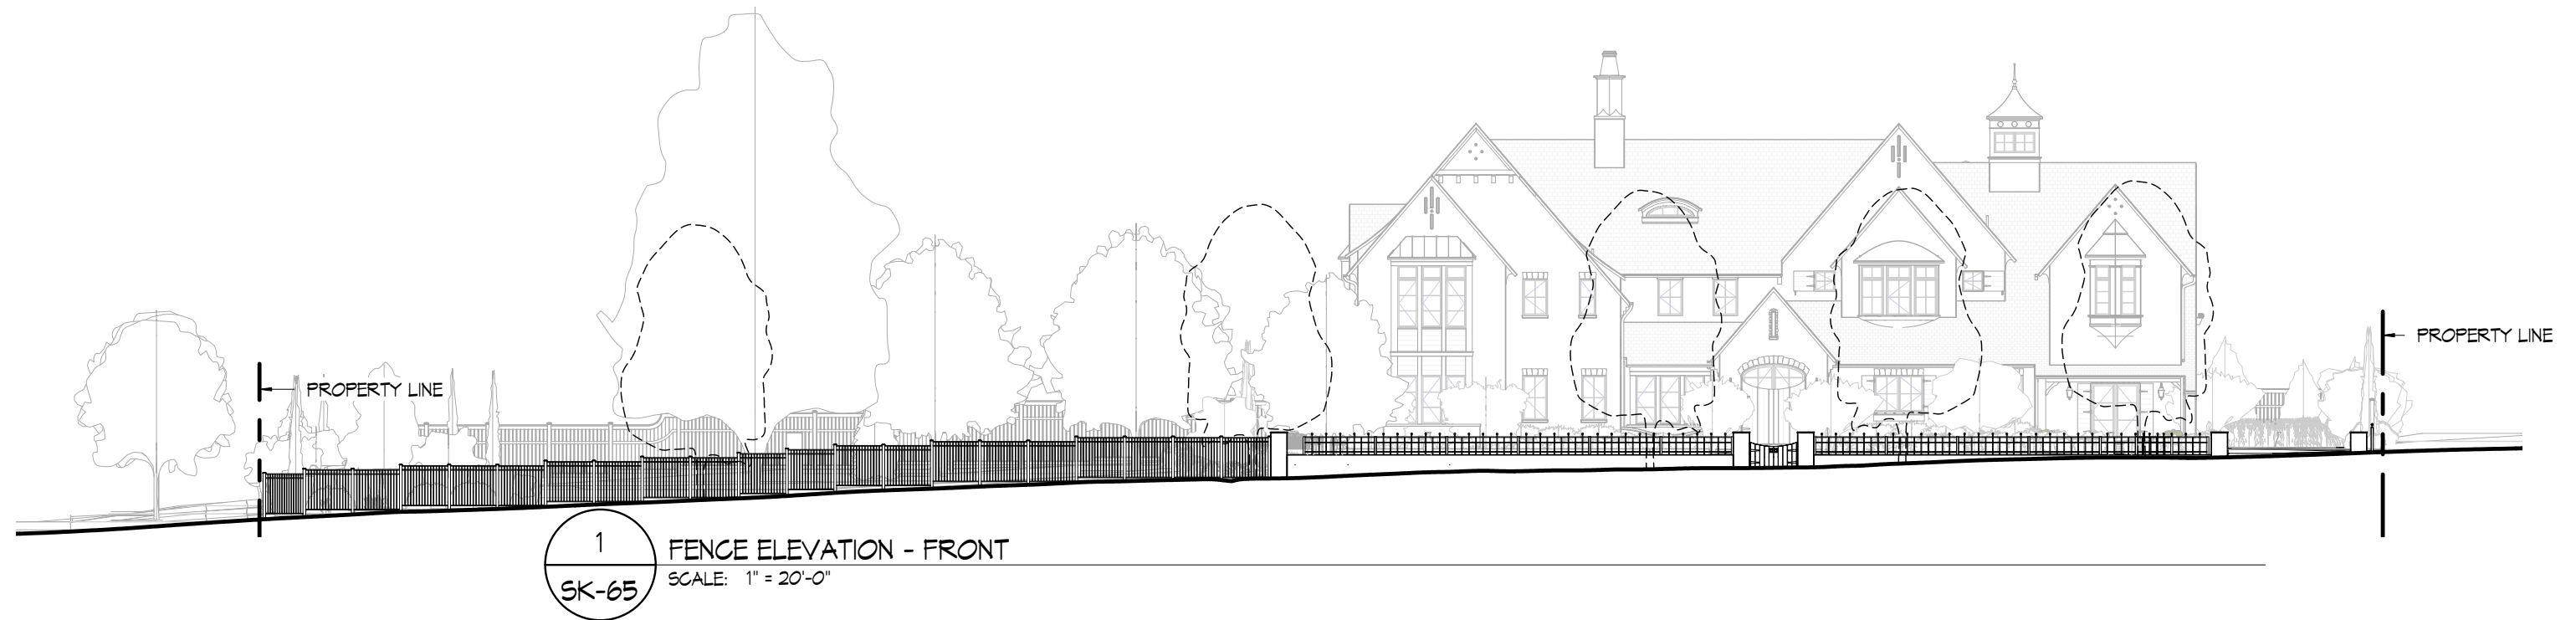 PROPERTY LINE
PROPERTY LINE
1
SK-65
FENCE ELEVATION - FRONT
SCALE: 1" = 20'-0"